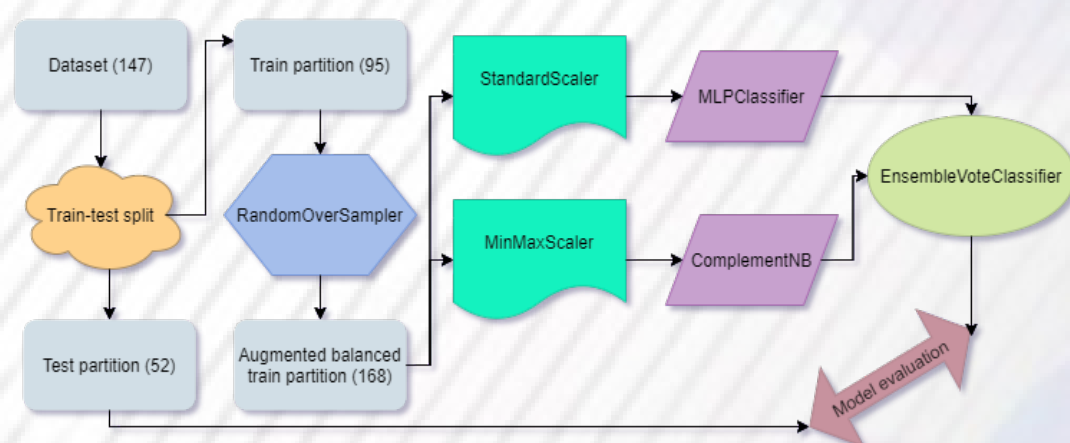 Dataset (147)
Train partition (95)
StandardScaler
MLPClassifier
EnsembleVoteClassifier
Train-test split
RandomOverSampler
MinMaxScaler
ComplementNB
Test partition (52)
Augmented balanced
train partition (168)
Model evaluation